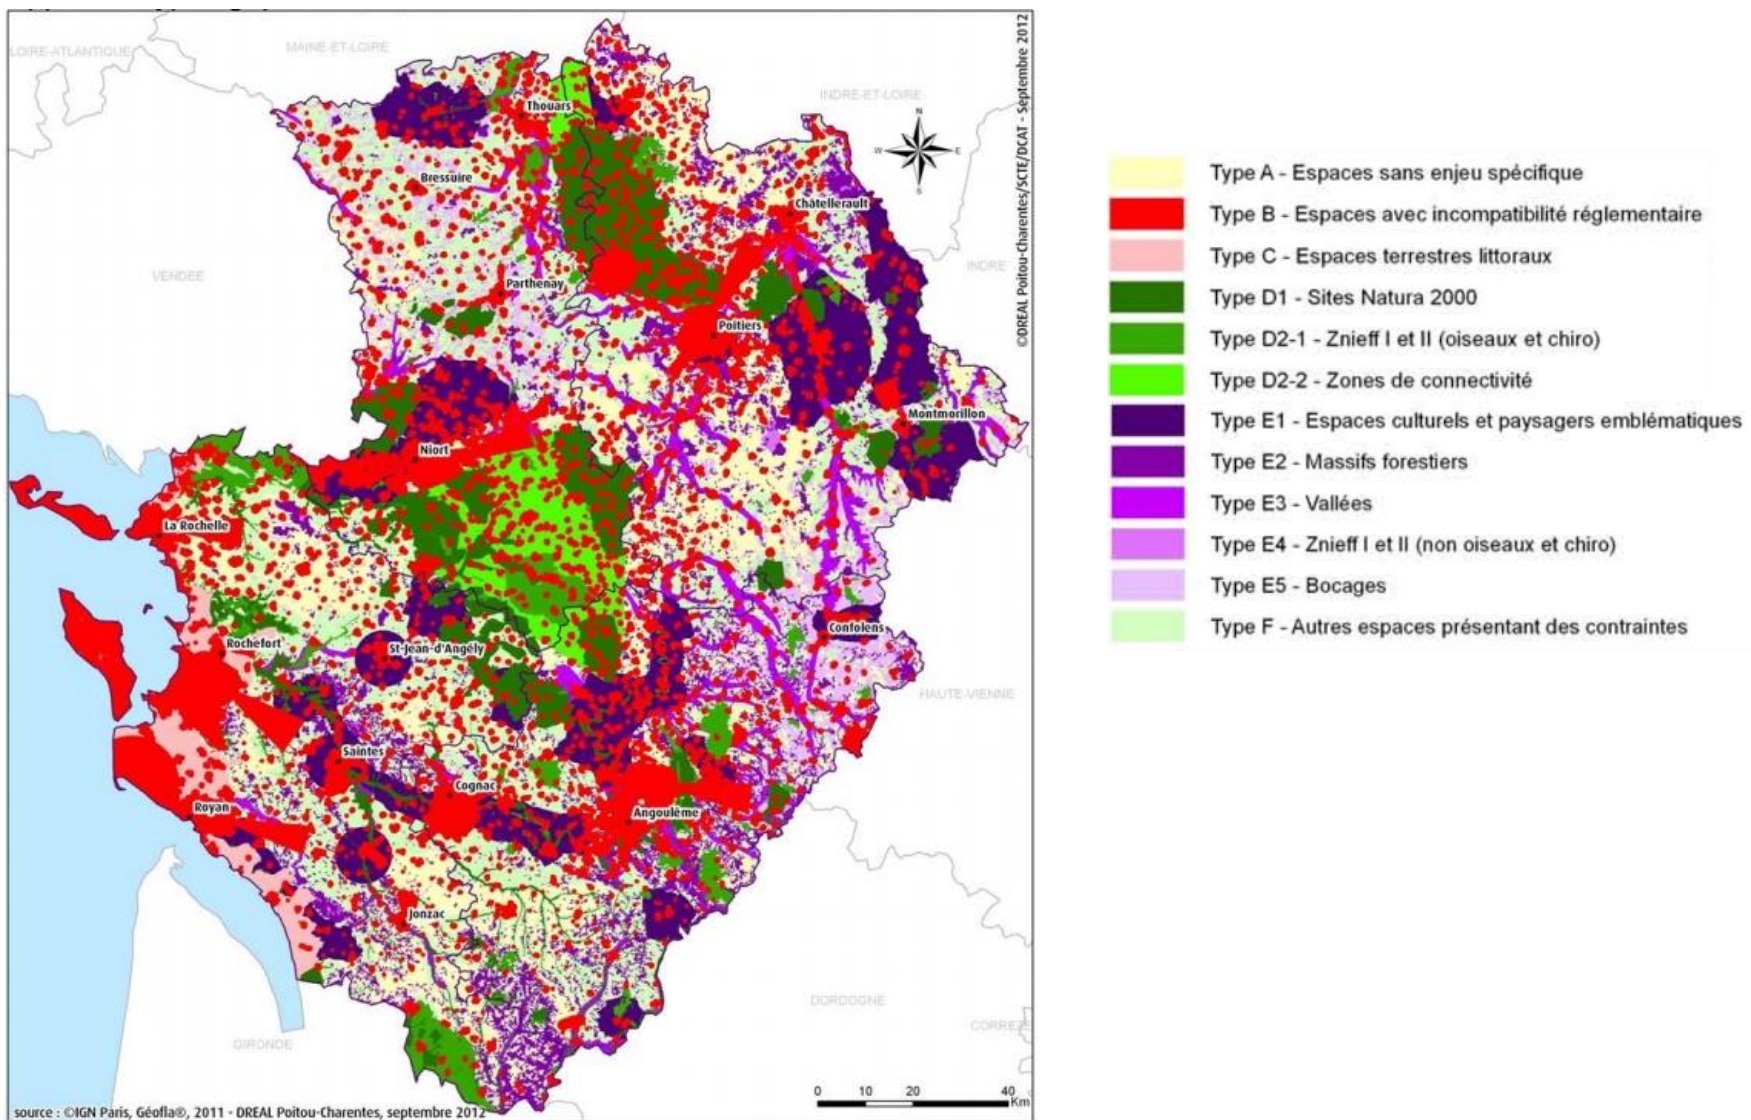 LOIRE-ATLANTIQUE
MAINE-ET-LOIRE
INDRE-ET-LOIRE
©DREAL Poitou-Charentes/SCTE/DCAT - Septembre 2012
N
W
E
S
Thouars
Bressuire
Châtellerault
VENDEE
INDRE
Parthenay
Poitiers
Montmorillon
Niort
La Rochelle
Confolens
Rochefort
St-Jean-d'Angély
HAUTE-VIENNE
Saintes
Cognac
Royan
Angoulême
Jonzac
DORDOGNE
CORREZE
GIRONDE
0 10 20 40
Km
source : ©IGN Paris, Géofla®, 2011 - DREAL Poitou-Charentes, septembre 2012
Type A - Espaces sans enjeu spécifique
Type B - Espaces avec incompatibilité réglementaire
Type C - Espaces terrestres littoraux
Type D1 - Sites Natura 2000
Type D2-1 - Znieff I et II (oiseaux et chiro)
Type D2-2 - Zones de connectivité
Type E1 - Espaces culturels et paysagers emblématiques
Type E2 - Massifs forestiers
Type E3 - Vallées
Type E4 - Znieff I et II (non oiseaux et chiro)
Type E5 - Bocages
Type F - Autres espaces présentant des contraintes